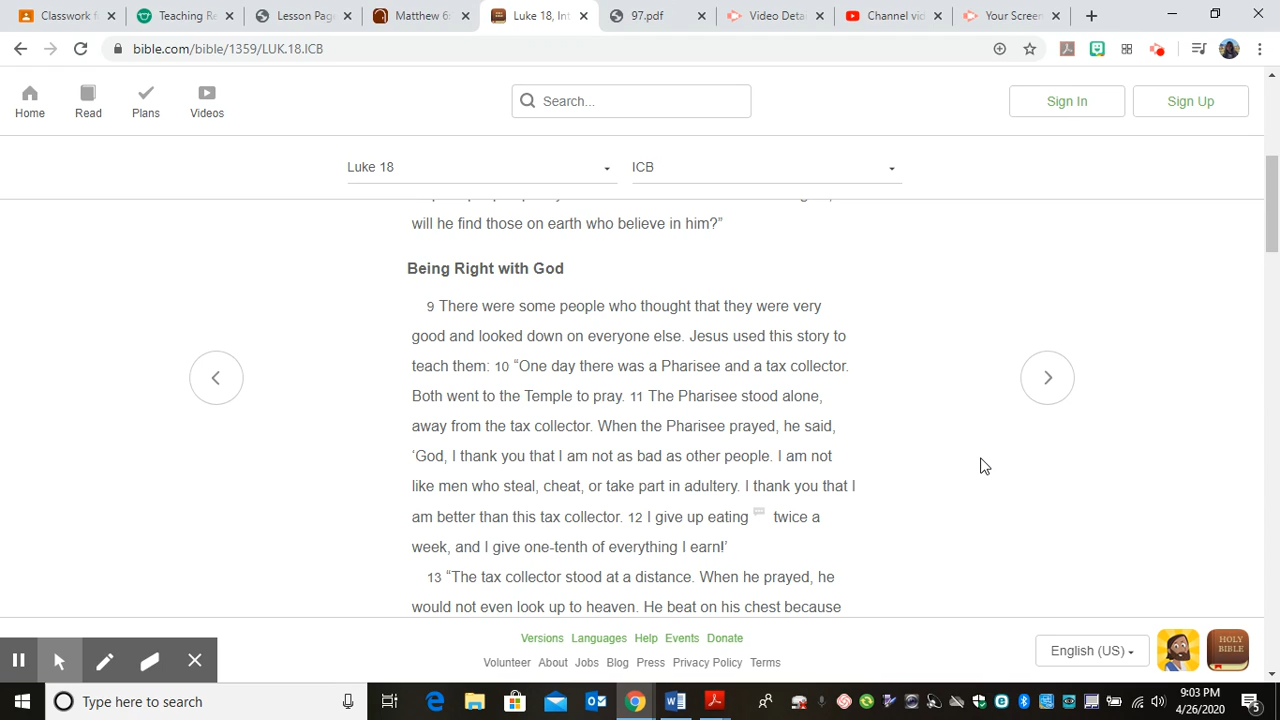 Classwork f
Teaching Re
Lesson Pag
Matthew 6:
Luke 18, Int
97.pdf
Video Detai
Channel vid
Your Screen
bible.com/bible/1359/LUK.18.ICB
Home
Read
Plans
Videos
Search...
Sign In
Sign Up
Luke 18
ICB
will he find those on earth who believe in him?”
Being Right with God
9 There were some people who thought that they were very
good and looked down on everyone else. Jesus used this story to
teach them: 10 “One day there was a Pharisee and a tax collector.
Both went to the Temple to pray. 11 The Pharisee stood alone,
away from the tax collector. When the Pharisee prayed, he said,
‘God, I thank you that I am not as bad as other people. I am not
like men who steal, cheat, or take part in adultery. I thank you that I
am better than this tax collector. 12 I give up eating twice a
week, and I give one-tenth of everything I earn!’
13 “The tax collector stood at a distance. When he prayed, he
would not even look up to heaven. He beat on his chest because
Versions Languages Help Events Donate
Volunteer About Jobs Blog Press Privacy Policy Terms
English (US)
HOLY
BIBLE
Type here to search
9:03 PM
4/26/2020
5